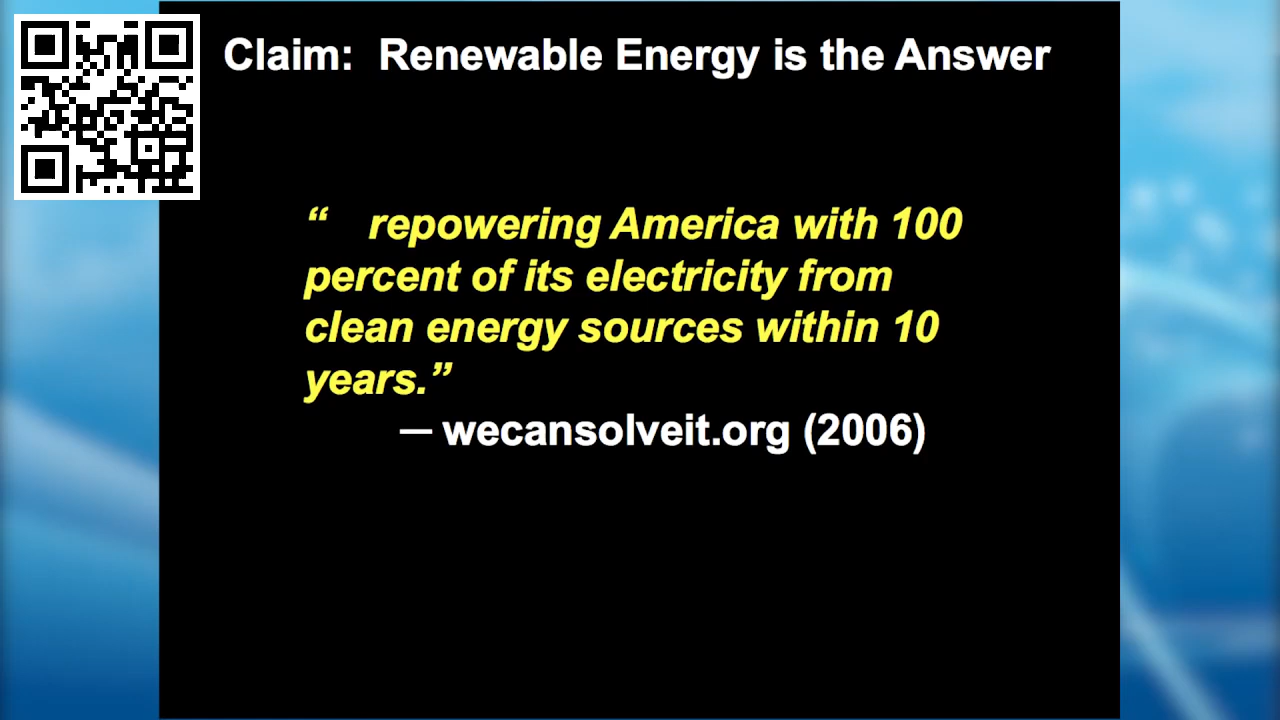 Claim:  Renewable Energy is the Answer
“   repowering America with 100
percent of its electricity from
clean energy sources within 10
years.”
— wecansolveit.org (2006)